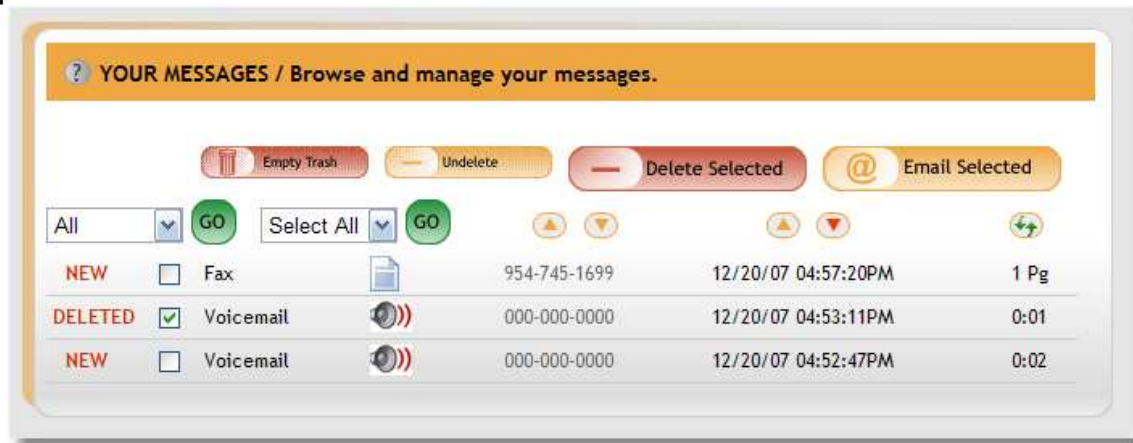 ? YOUR MESSAGES / Browse and manage your messages.
Empty Trash Undelete Delete Selected @ Email Selected
All GO Select All GO
NEW Fax 954-745-1699 12/20/07 04:57:20PM 1 Pg
DELETED Voicemail 000-000-0000 12/20/07 04:53:11PM 0:01
NEW Voicemail 000-000-0000 12/20/07 04:52:47PM 0:02